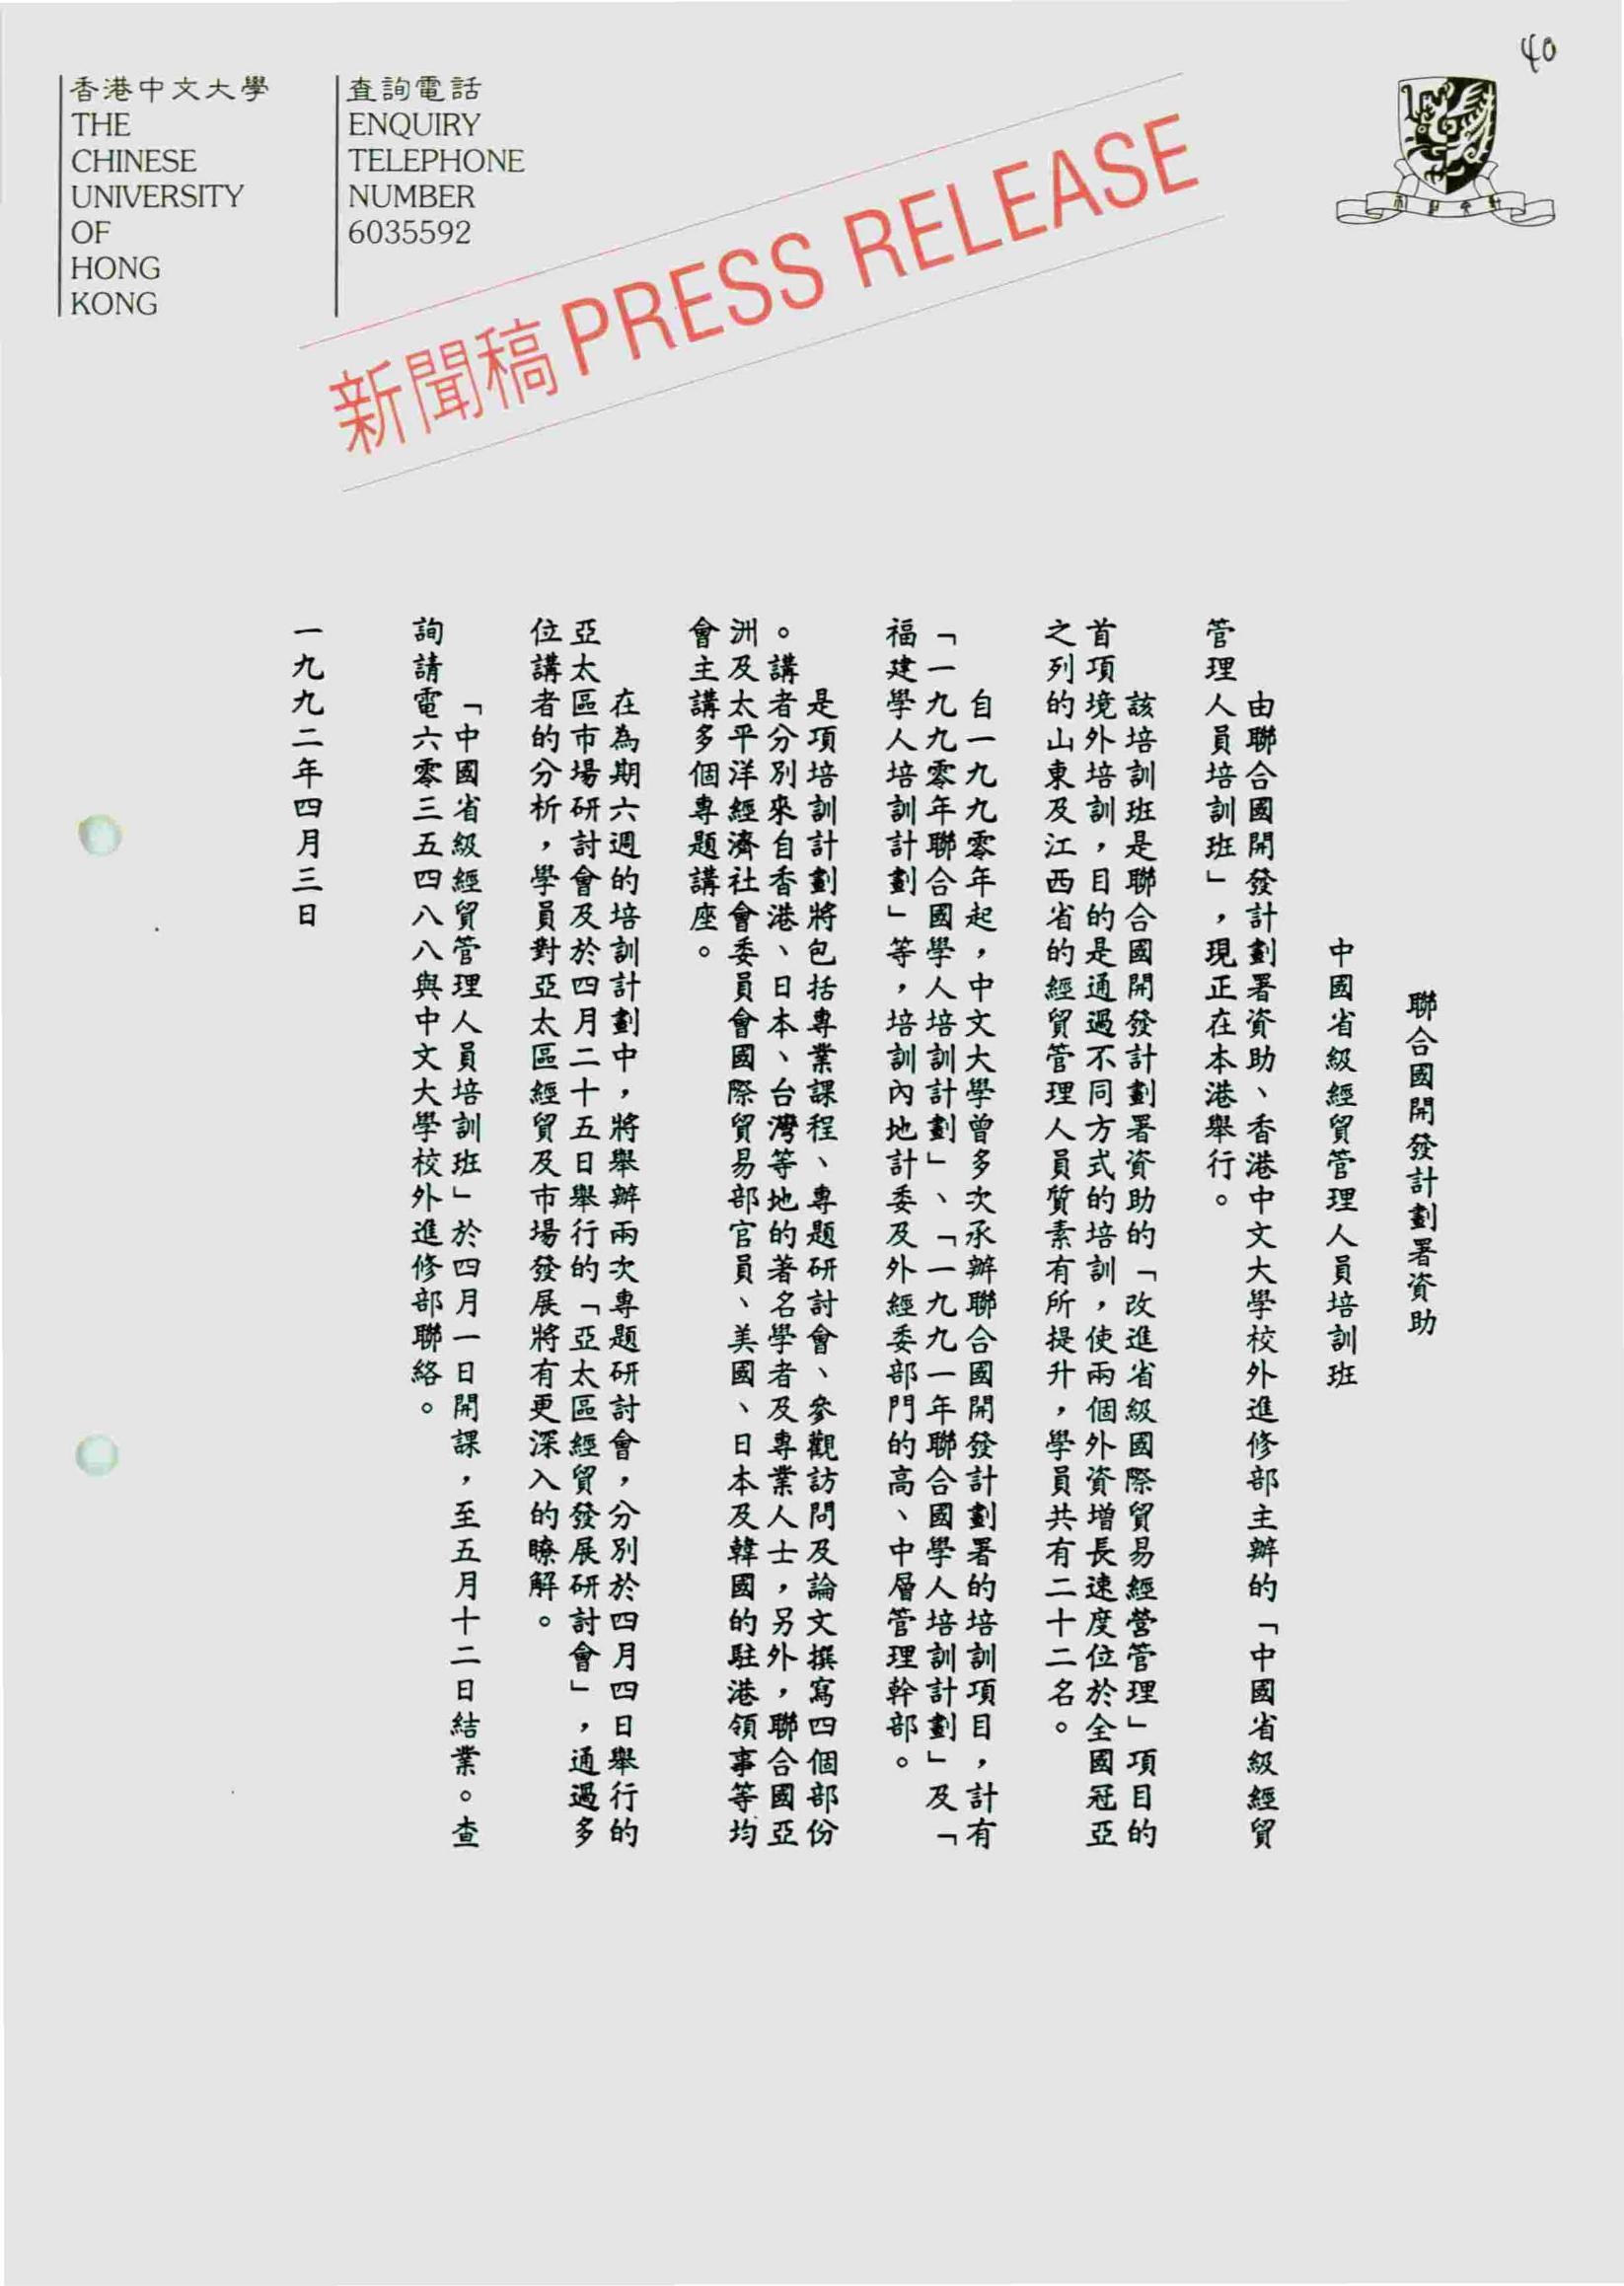 40
香港中文大學
THE
CHINESE
UNIVERSITY
OF
HONG
KONG
查詢電話
ENQUIRY
TELEPHONE
NUMBER
6035592
新聞稿 PRESS RELEASE
聯合國開發計劃署資助
中國省級經貿管理人員培訓班
由聯合國開發計劃署資助、香港中文大學校外進修部主辦的「中國省級經貿
管理人員培訓班」，現正在本港舉行。
該培訓班是聯合國開發計劃署資助的「改進省級國際貿易經營管理」項目的
首項境外培訓，目的是通過不同方式的培訓，使兩個外資增長速度位於全國冠亞
之列的山東及江西省的經貿管理人員質素有所提升，學員共有二十二名。
自一九九零年起，中文大學曾多次承辦聯合國開發計劃署的培訓項目，計有
「一九九零年聯合國學人培訓計劃」、「一九九一年聯合國學人培訓計劃」及「
福建學人培訓計劃」等，培訓內地計委及外經委部門的高、中層管理幹部。
是項培訓計劃將包括專業課程、專題研討會、參觀訪問及論文撰寫四個部份
。講者分別來自香港、日本、台灣等地的著名學者及專業人士，另外，聯合國亞
洲及太平洋經濟社會委員會國際貿易部官員、美國、日本及韓國的駐港領事等均
會主講多個專題講座。
在為期六週的培訓計劃中，將舉辦兩次專題研討會，分別於四月四日舉行的
亞太區市場研討會及於四月二十五日舉行的「亞太區經貿發展研討會」，通過多
位講者的分析，學員對亞太區經貿及市場發展將有更深入的瞭解。
「中國省級經貿管理人員培訓班」於四月一日開課，至五月十二日結業。查
詢請電六零三五四八八與中文大學校外進修部聯絡。
一九九二年四月三日